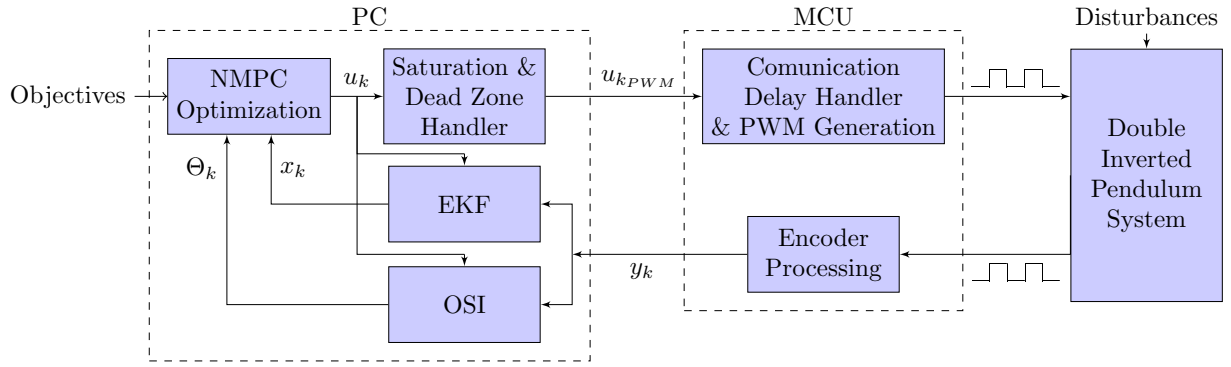 PC
MCU
Disturbances
Objectives
NMPC
Optimization
u_k
Saturation &
Dead Zone
Handler
u_{k_{PWM}}
Comunication
Delay Handler
& PWM Generation
Double
Inverted
Pendulum
System
Θ_k
x_k
EKF
OSI
y_k
Encoder
Processing